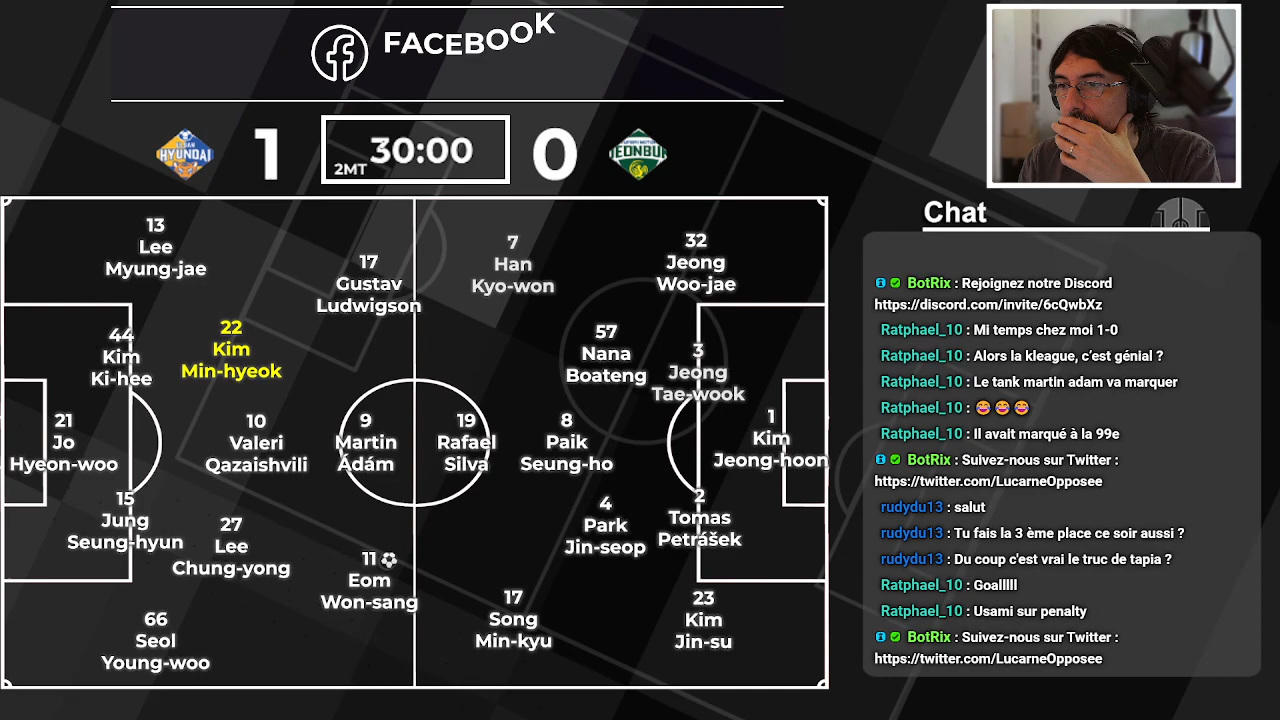 FACEBOOK
HYUNDAI
1
2MT 30:00
0
13
Lee
Myung-jae
17
Gustav
Ludwigson
7
Han
Kyo-won
32
Jeong
Woo-jae
44
Kim
Ki-hee
22
Kim
Min-hyeok
57
Nana
Boateng
3
Jeong
Tae-wook
21
Jo
Hyeon-woo
10
Valeri
Qazaishvili
9
Martin
Ádám
19
Rafael
Silva
8
Paik
Seung-ho
1
Kim
Jeong-hoon
15
Jung
Seung-hyun
27
Lee
Chung-yong
11
Eom
Won-sang
4
Park
Jin-seop
2
Tomas
Petrášek
66
Seol
Young-woo
17
Song
Min-kyu
23
Kim
Jin-su
Chat
BotRix : Rejoignez notre Discord
https://discord.com/invite/6cQwbXz
Ratphael_10 : Mi temps chez moi 1-0
Ratphael_10 : Alors la kleague, c’est génial ?
Ratphael_10 : Le tank martin adam va marquer
Ratphael_10 : 😂😂😂
Ratphael_10 : Il avait marqué à la 99e
BotRix : Suivez-nous sur Twitter :
https://twitter.com/LucarneOpposee
rudydu13 : salut
rudydu13 : Tu fais la 3 ème place ce soir aussi ?
rudydu13 : Du coup c'est vrai le truc de tapia ?
Ratphael_10 : Goalllll
Ratphael_10 : Usami sur penalty
BotRix : Suivez-nous sur Twitter :
https://twitter.com/LucarneOpposee